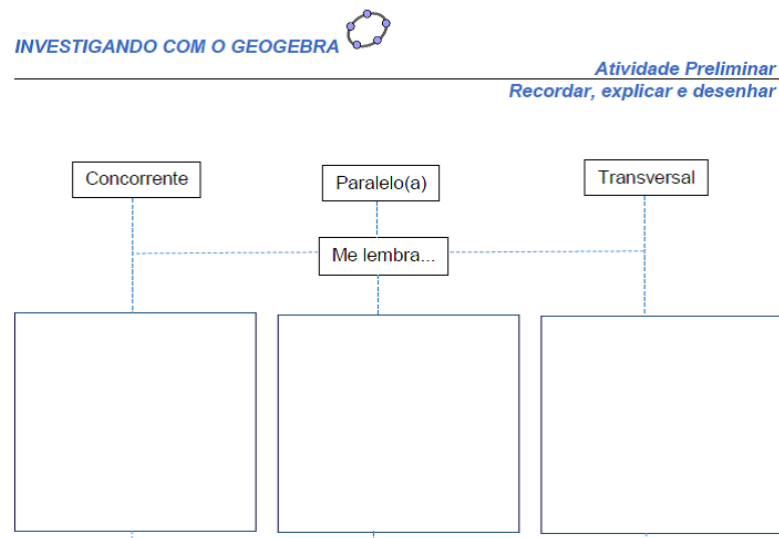 INVESTIGANDO COM O GEOGEBRA
Atividade Preliminar
Recordar, explicar e desenhar
Concorrente
Paralelo(a)
Transversal
Me lembra...